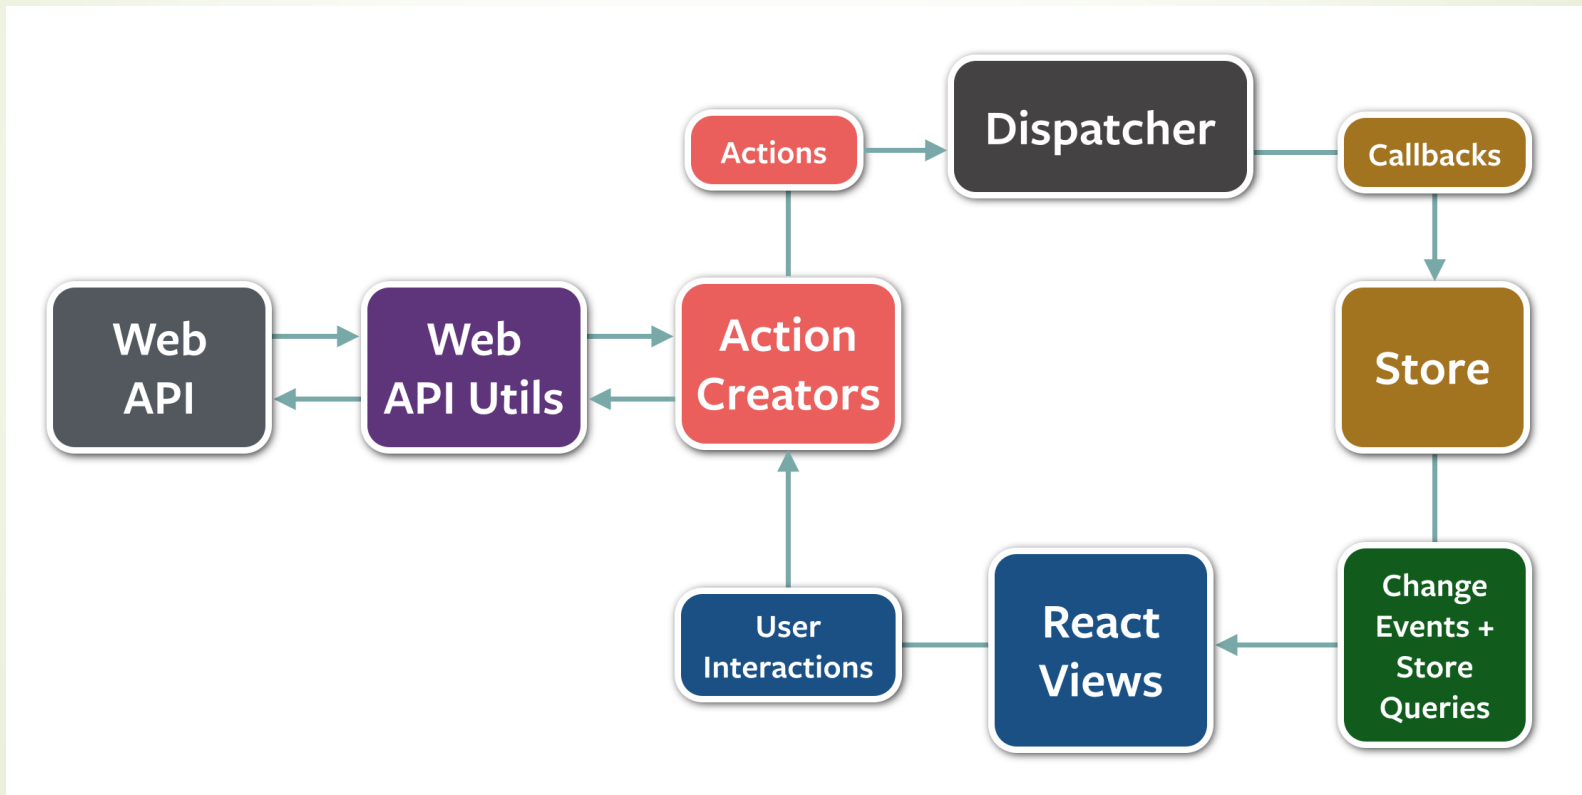 Dispatcher
Actions
Callbacks
Web
API
Web
API Utils
Action
Creators
Store
User
Interactions
React
Views
Change
Events +
Store
Queries